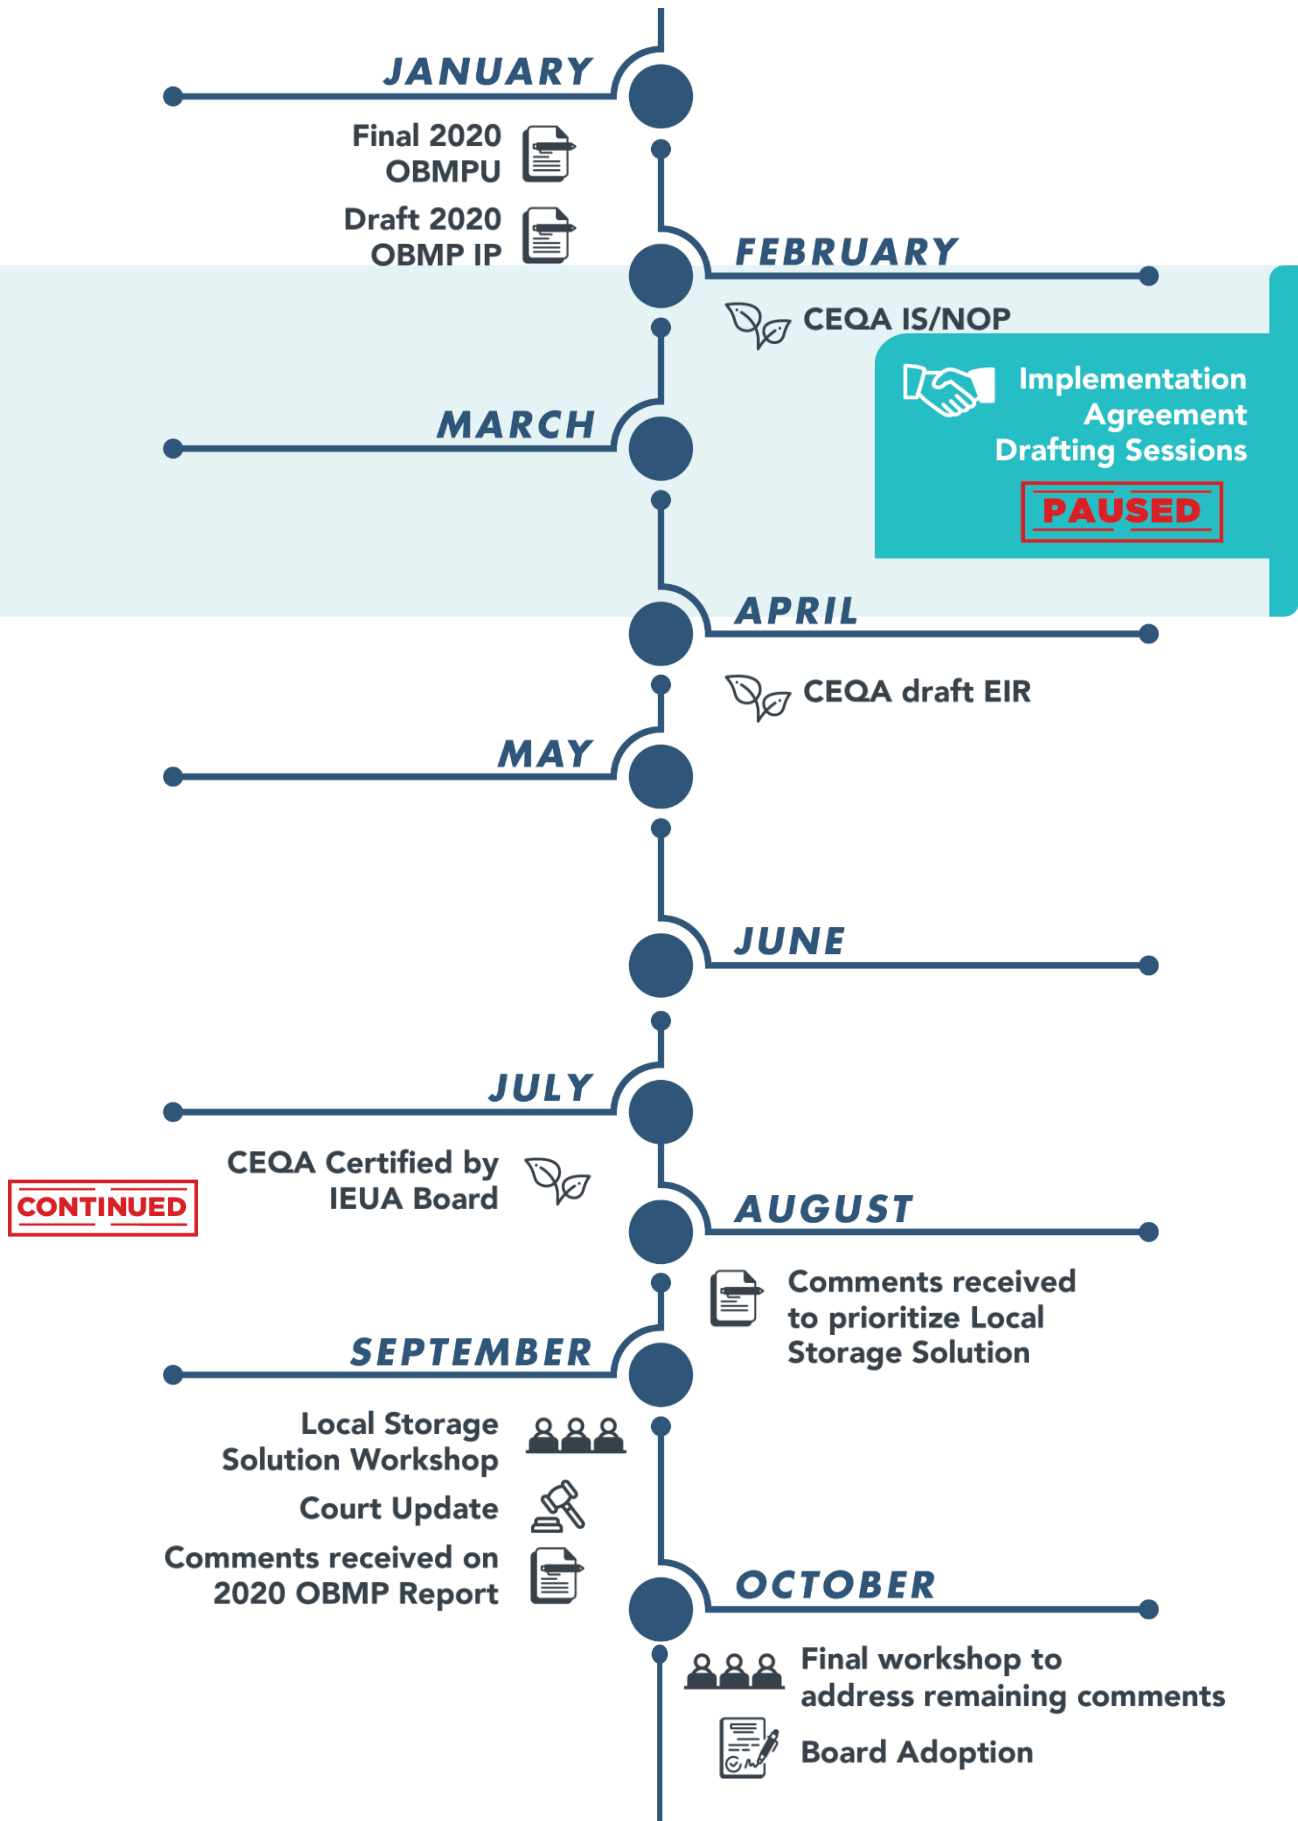 JANUARY
Final 2020
OBMPU
Draft 2020
OBMP IP
FEBRUARY
CEQA IS/NOP
Implementation
Agreement
Drafting Sessions
PAUSED
MARCH
APRIL
CEQA draft EIR
MAY
JUNE
JULY
CEQA Certified by
IEUA Board
CONTINUED
AUGUST
Comments received
to prioritize Local
Storage Solution
SEPTEMBER
Local Storage
Solution Workshop
Court Update
Comments received on
2020 OBMP Report
OCTOBER
Final workshop to
address remaining comments
Board Adoption